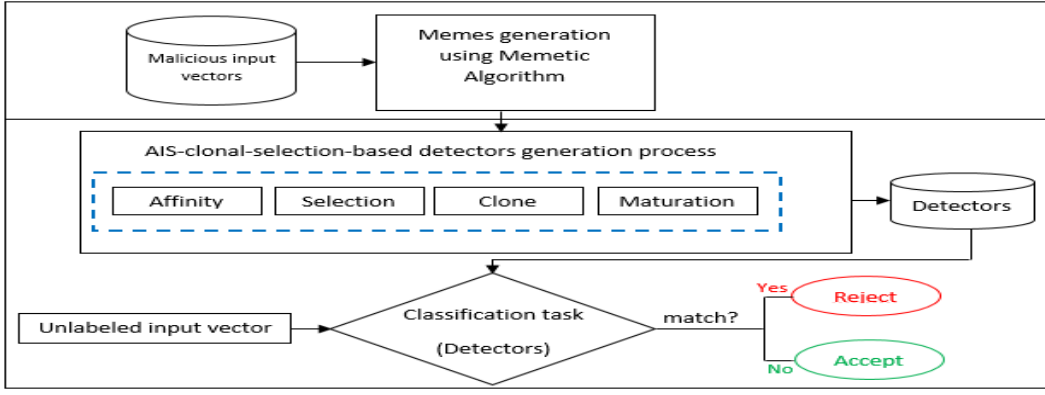 Malicious input
vectors
Memes generation
using Memetic
Algorithm
AIS-clonal-selection-based detectors generation process
Affinity
Selection
Clone
Maturation
Detectors
Unlabeled input vector
Classification task
(Detectors)
match?
Yes
Reject
No
Accept